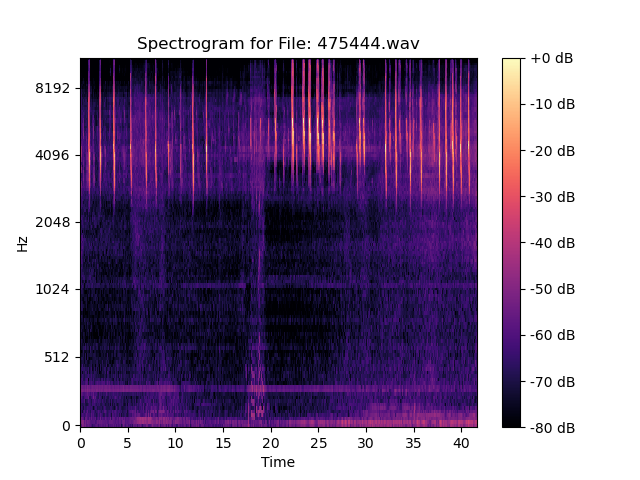 Spectrogram for File: 475444.wav
Hz
8192
4096
2048
1024
512
0
0 5 10 15 20 25 30 35 40
Time
+0 dB
-10 dB
-20 dB
-30 dB
-40 dB
-50 dB
-60 dB
-70 dB
-80 dB